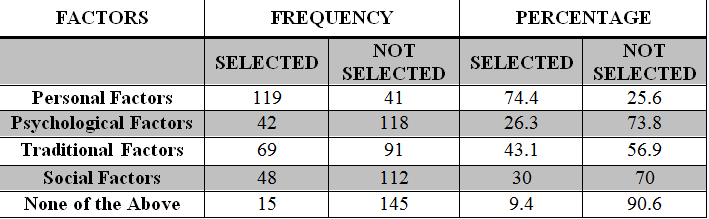 FACTORS FREQUENCY PERCENTAGE
SELECTED NOT SELECTED SELECTED NOT SELECTED
Personal Factors 119 41 74.4 25.6
Psychological Factors 42 118 26.3 73.8
Traditional Factors 69 91 43.1 56.9
Social Factors 48 112 30 70
None of the Above 15 145 9.4 90.6